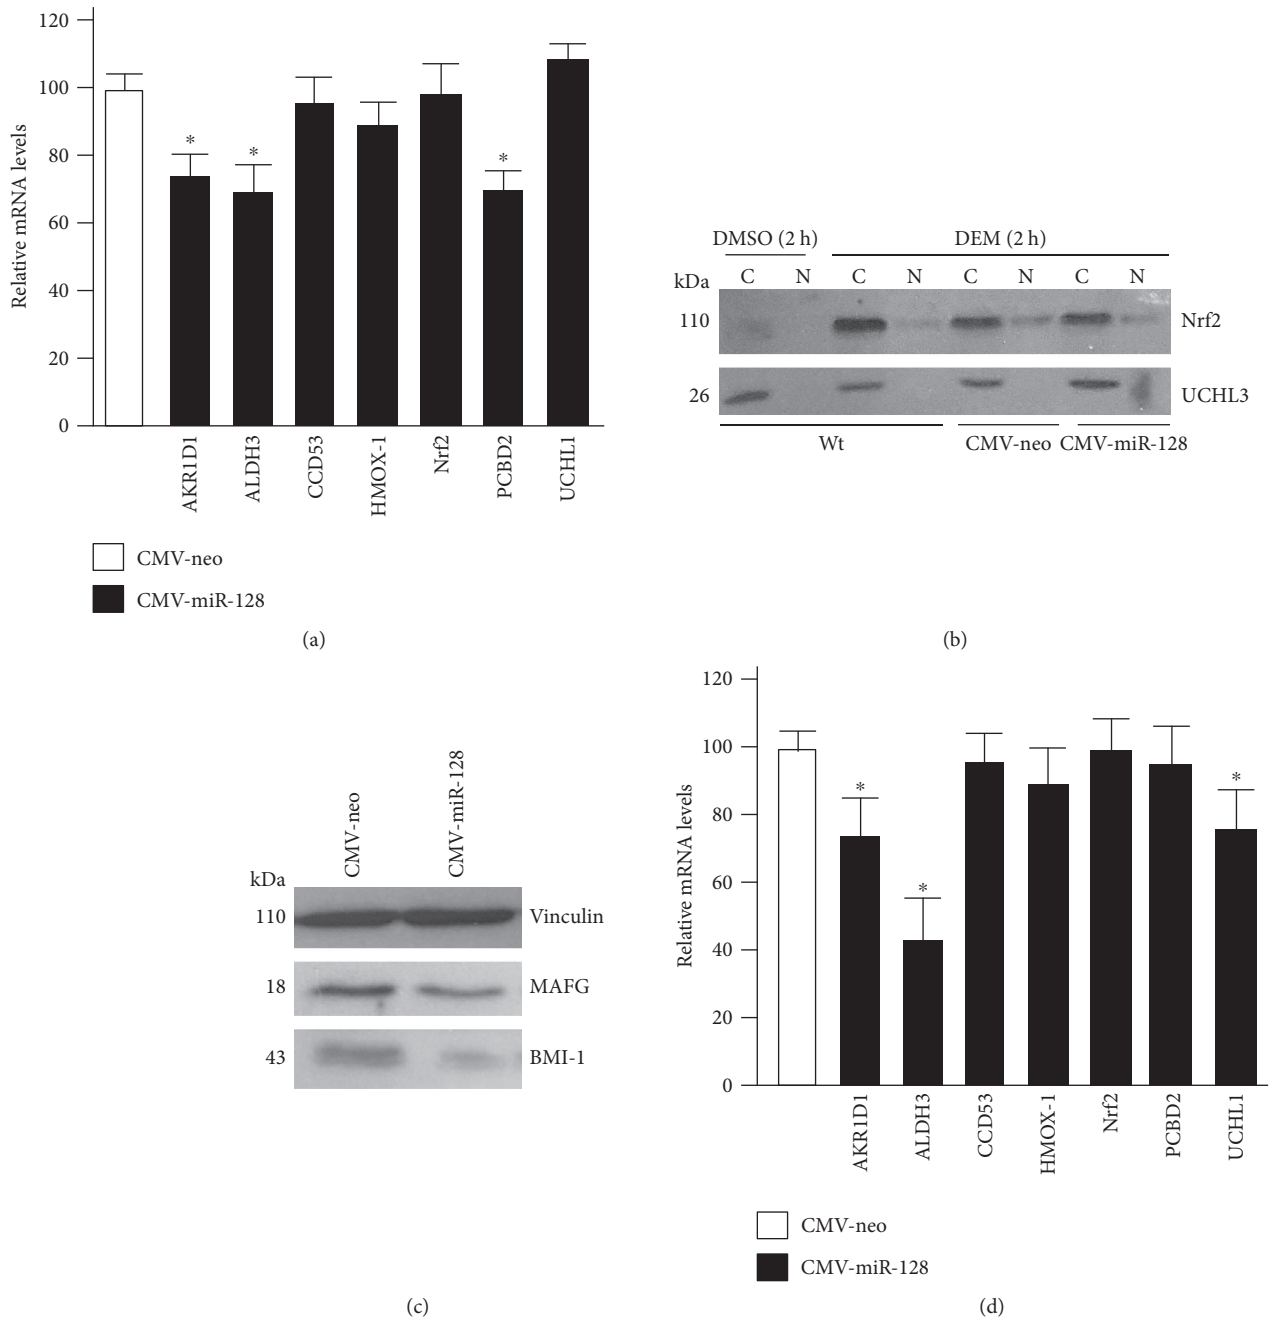 120
100
80
60
40
20
0
Relative mRNA levels
*
*
*
AKR1D1
ALDH3
CCD53
HMOX-1
Nrf2
PCBD2
UCHL1
CMV-neo
CMV-miR-128
(a)
DMSO (2 h)
DEM (2 h)
kDa
C N C N C N C N
110
Nrf2
26
UCHL3
Wt
CMV-neo
CMV-miR-128
(b)
CMV-neo
CMV-miR-128
kDa
110
Vinculin
18
MAFG
43
BMI-1
(c)
120
100
80
60
40
20
0
Relative mRNA levels
*
*
*
AKR1D1
ALDH3
CCD53
HMOX-1
Nrf2
PCBD2
UCHL1
CMV-neo
CMV-miR-128
(d)